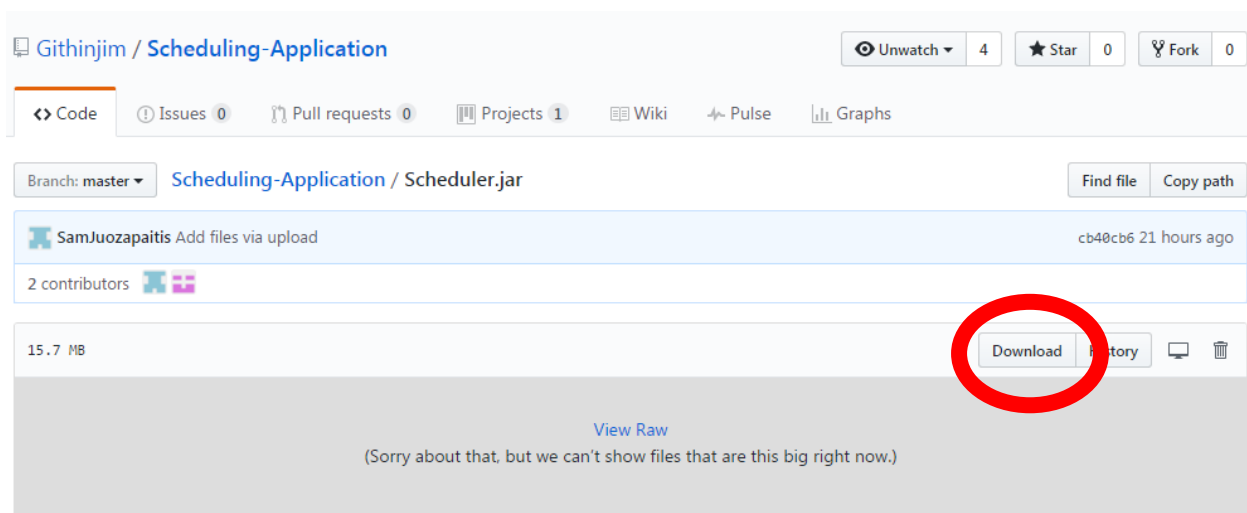 Githinjim / Scheduling-Application Unwatch 4 Star 0 Fork 0
Code Issues 0 Pull requests 0 Projects 1 Wiki Pulse Graphs
Branch: master Scheduling-Application / Scheduler.jar Find file Copy path
SamJuozapaitis Add files via upload cb40cb6 21 hours ago
2 contributors
15.7 MB Download History
View Raw
(Sorry about that, but we can't show files that are this big right now.)